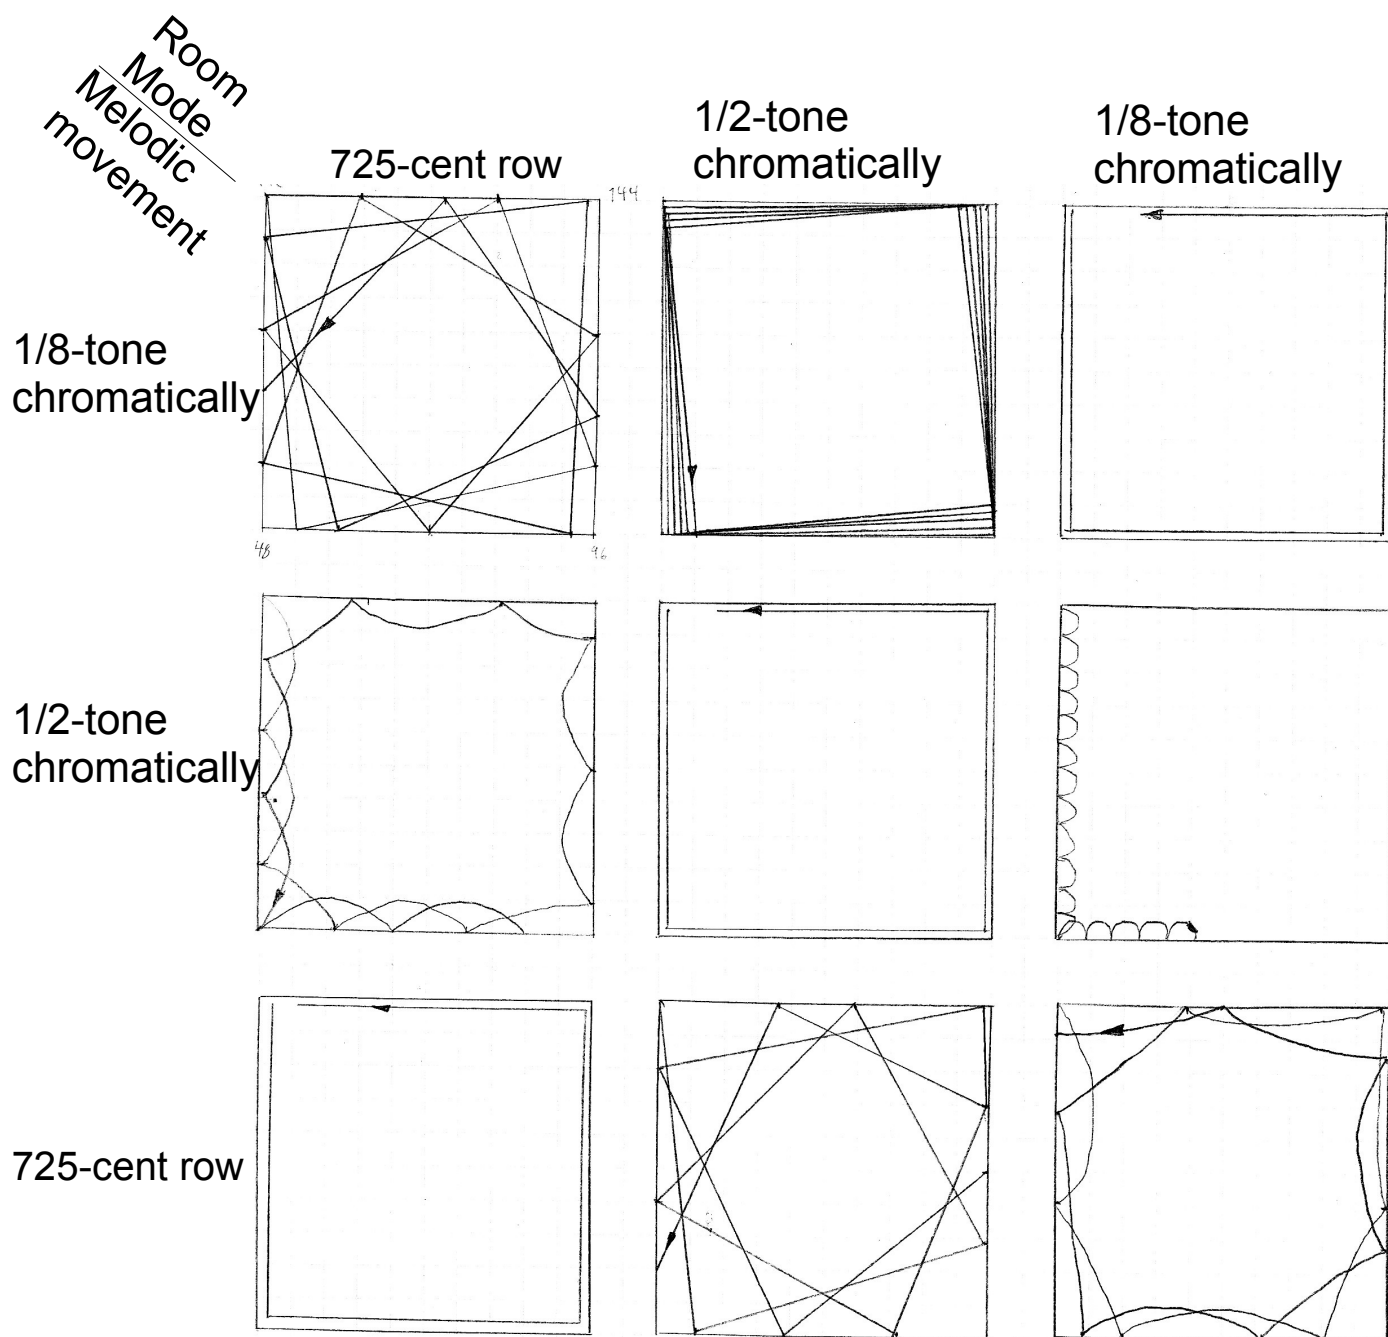 Room
Mode
Melodic
movement
725-cent row
1/2-tone
chromatically
1/8-tone
chromatically
144
1/8-tone
chromatically
48
96
1/2-tone
chromatically
725-cent row